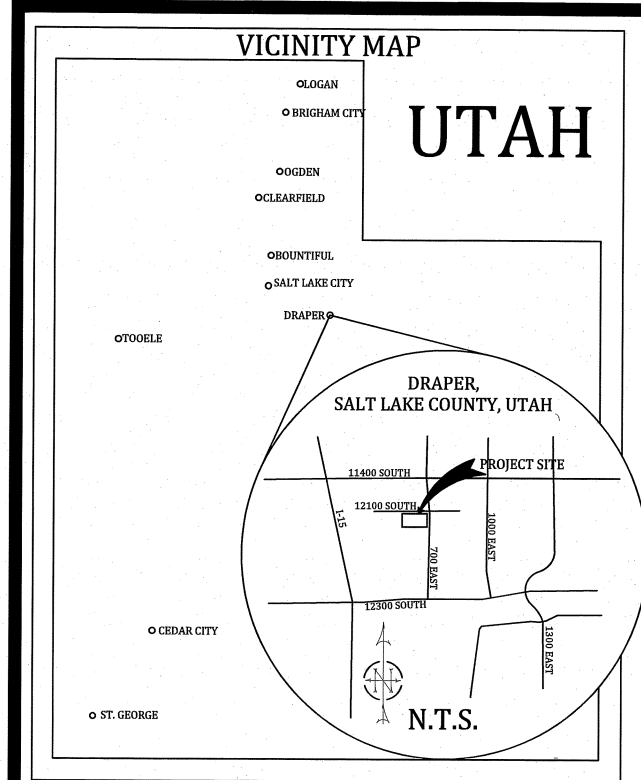 VICINITY MAP
LOGAN
BRIGHAM CITY
UTAH
OGDEN
CLEARFIELD
BOUNTIFUL
SALT LAKE CITY
DRAPER
TOOELE
DRAPER,
SALT LAKE COUNTY, UTAH
PROJECT SITE
11400 SOUTH
12100 SOUTH
I-15
1000 EAST
700 EAST
12300 SOUTH
CEDAR CITY
1300 EAST
N
ST. GEORGE
N.T.S.